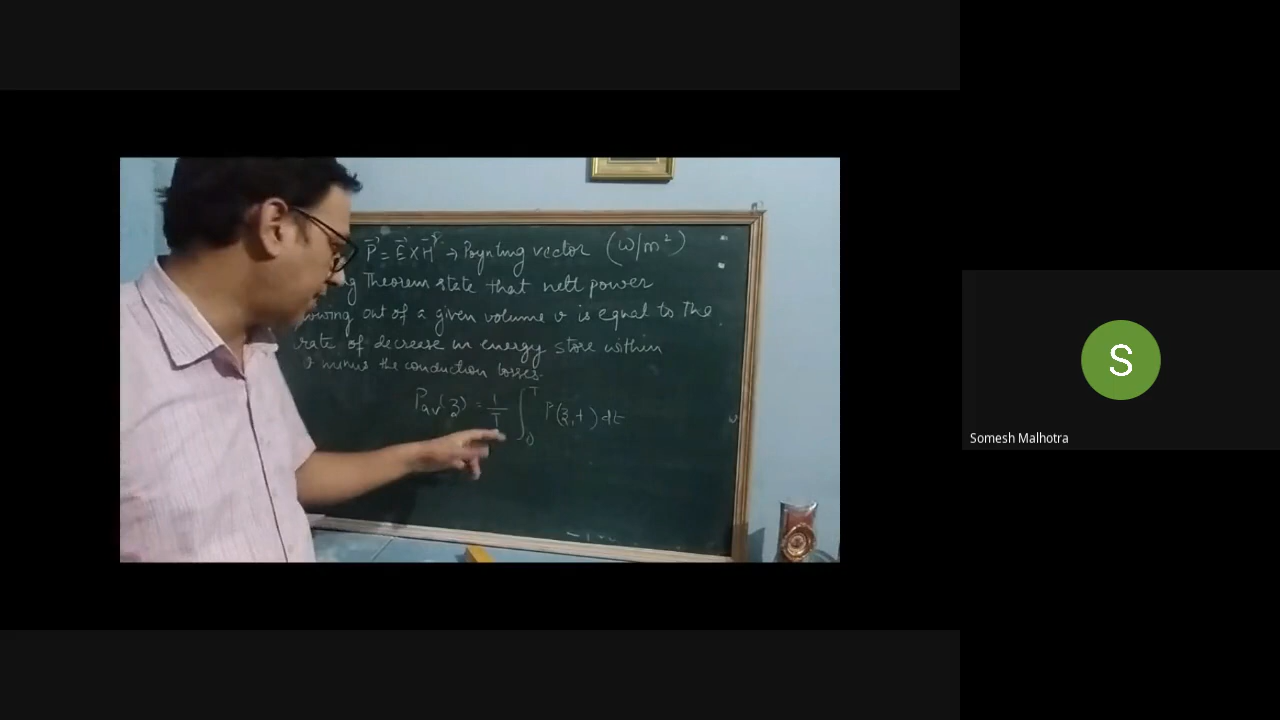 P⃗ = E⃗ X H⃗ → Poynting vector (W/m²)
Theorem state that nett power
out of a given volume v is equal to the
rate of decrease in energy store within
minus the conduction losses.
Pav(z) = 1/T ∫₀ᵀ P(z,t) dt
S
Somesh Malhotra